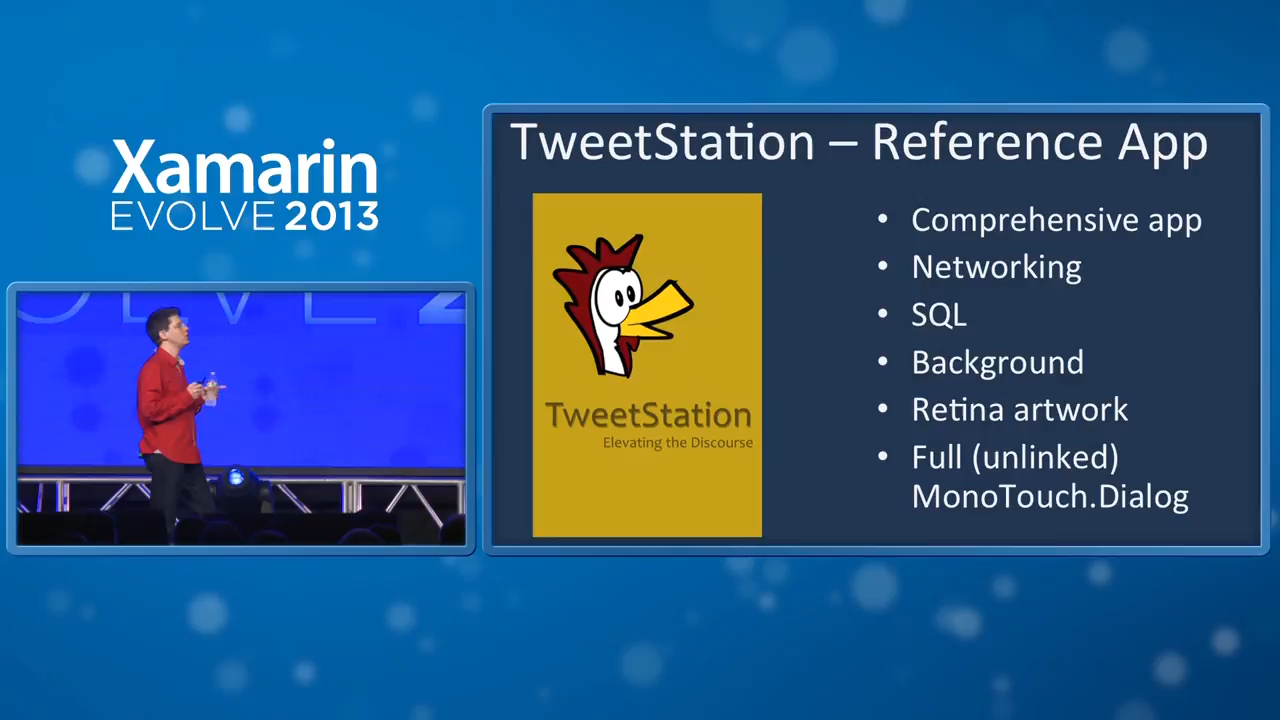 Xamarin
EVOLVE 2013
TweetStation – Reference App
TweetStation
Elevating the Discourse
• Comprehensive app
• Networking
• SQL
• Background
• Retina artwork
• Full (unlinked)
MonoTouch.Dialog